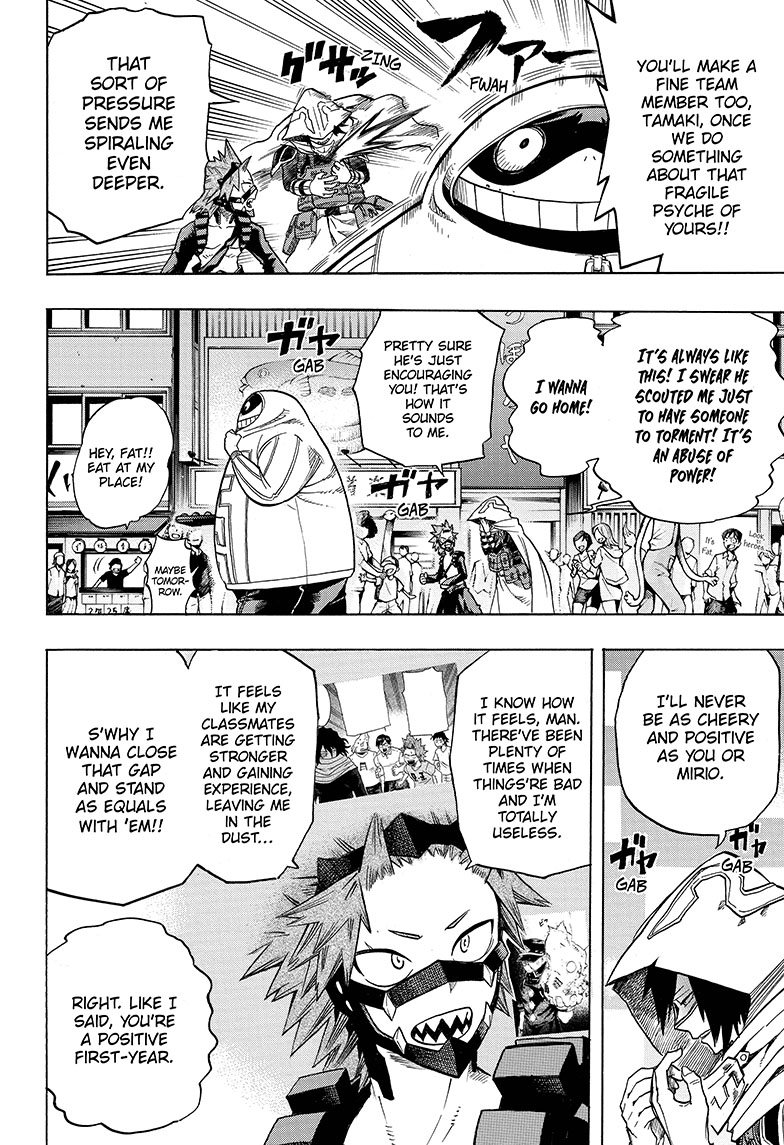 YOU'LL MAKE A
FINE TEAM
MEMBER TOO,
TAMAKI, ONCE
WE DO
SOMETHING
ABOUT THAT
FRAGILE
PSYCHE OF
YOURS!!
ファァー
FWAH
グサッ
ZING
THAT
SORT OF
PRESSURE
SENDS ME
SPIRALING
EVEN
DEEPER.
IT'S ALWAYS LIKE
THIS! I SWEAR HE
SCOUTED ME JUST
TO HAVE SOMEONE
TO TORMENT! IT'S
AN ABUSE OF
POWER!
I WANNA
GO HOME!
PRETTY SURE
HE'S JUST
ENCOURAGING
YOU! THAT'S
HOW IT
SOUNDS
TO ME.
ガヤ
GAB
ガヤ
GAB
Look,
heroes.
It's
Fat.
HEY, FAT!!
EAT AT MY
PLACE!
MAYBE
TOMOR-
ROW.
I'LL NEVER
BE AS CHEERY
AND POSITIVE
AS YOU OR
MIRIO.
ガヤ
GAB
ガヤ
GAB
I KNOW HOW
IT FEELS, MAN.
THERE'VE BEEN
PLENTY OF
TIMES WHEN
THINGS'RE BAD
AND I'M
TOTALLY
USELESS.
IT FEELS
LIKE MY
CLASSMATES
ARE GETTING
STRONGER
AND GAINING
EXPERIENCE,
LEAVING ME
IN THE
DUST...
S'WHY I
WANNA CLOSE
THAT GAP
AND STAND
AS EQUALS
WITH 'EM!!
RIGHT. LIKE I
SAID, YOU'RE
A POSITIVE
FIRST-YEAR.